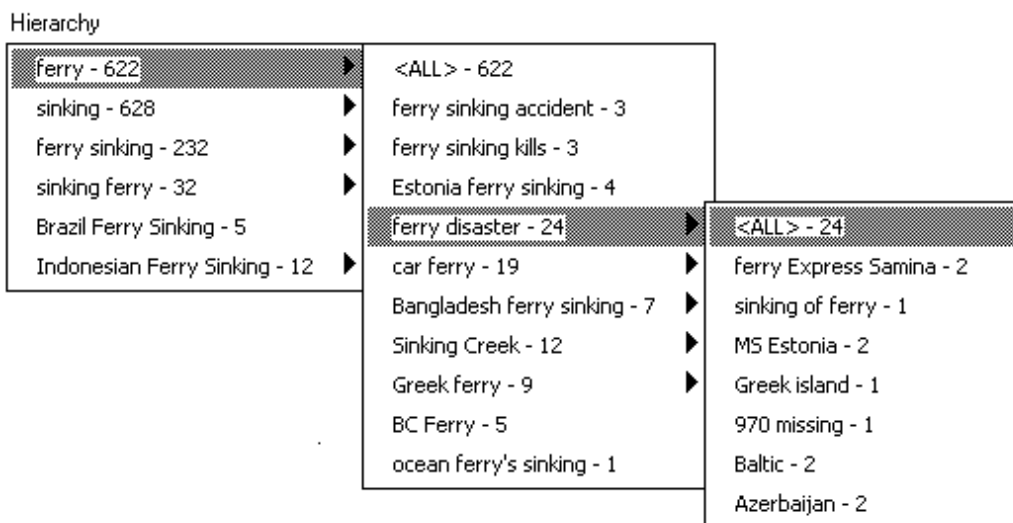 Hierarchy
ferry - 622
sinking - 628
ferry sinking - 232
sinking ferry - 32
Brazil Ferry Sinking - 5
Indonesian Ferry Sinking - 12
<ALL> - 622
ferry sinking accident - 3
ferry sinking kills - 3
Estonia ferry sinking - 4
ferry disaster - 24
car ferry - 19
Bangladesh ferry sinking - 7
Sinking Creek - 12
Greek ferry - 9
BC Ferry - 5
ocean ferry's sinking - 1
<ALL> - 24
ferry Express Samina - 2
sinking of ferry - 1
MS Estonia - 2
Greek island - 1
970 missing - 1
Baltic - 2
Azerbaijan - 2